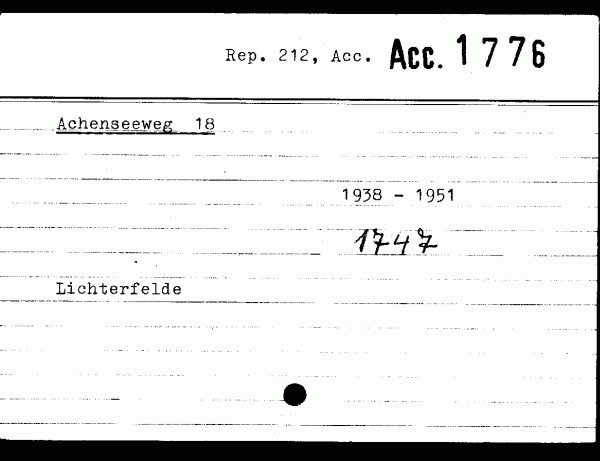 Rep. 212, Acc. Acc. 1776
Achenseeweg 18
1938 - 1951
1747
Lichterfelde